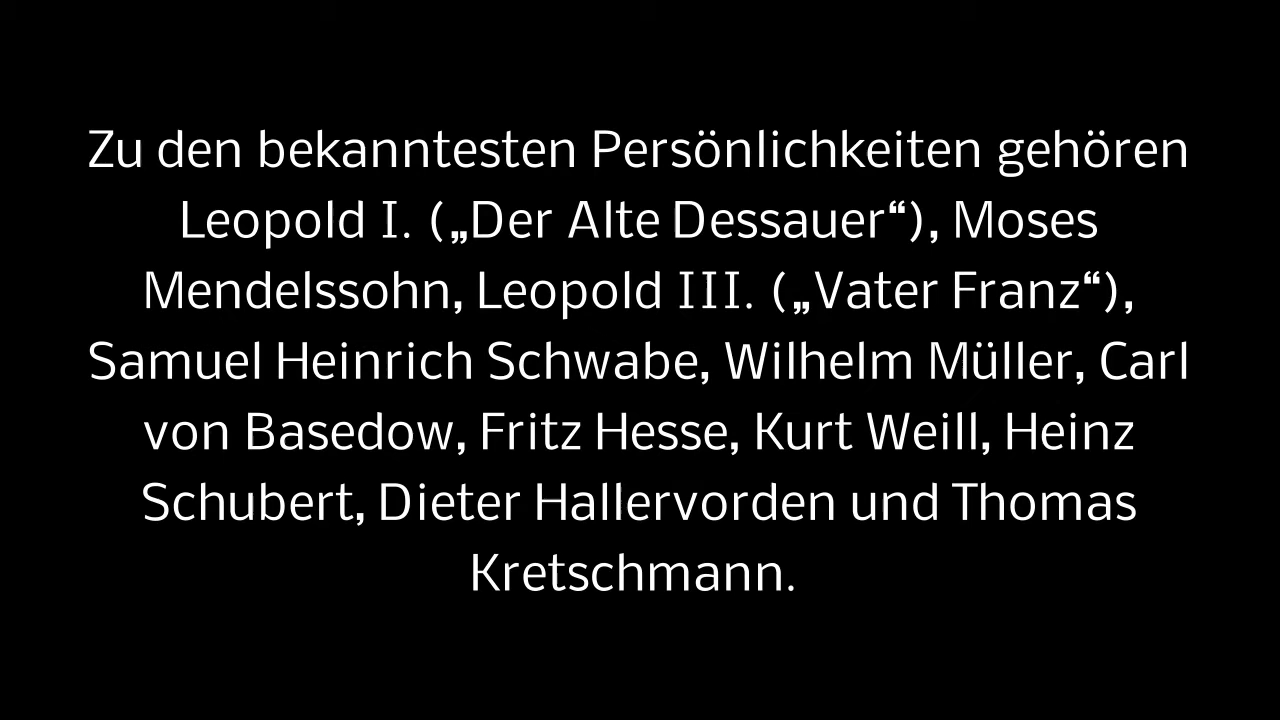 Zu den bekanntesten Persönlichkeiten gehören
Leopold I. („Der Alte Dessauer“), Moses
Mendelssohn, Leopold III. („Vater Franz“),
Samuel Heinrich Schwabe, Wilhelm Müller, Carl
von Basedow, Fritz Hesse, Kurt Weill, Heinz
Schubert, Dieter Hallervorden und Thomas
Kretschmann.